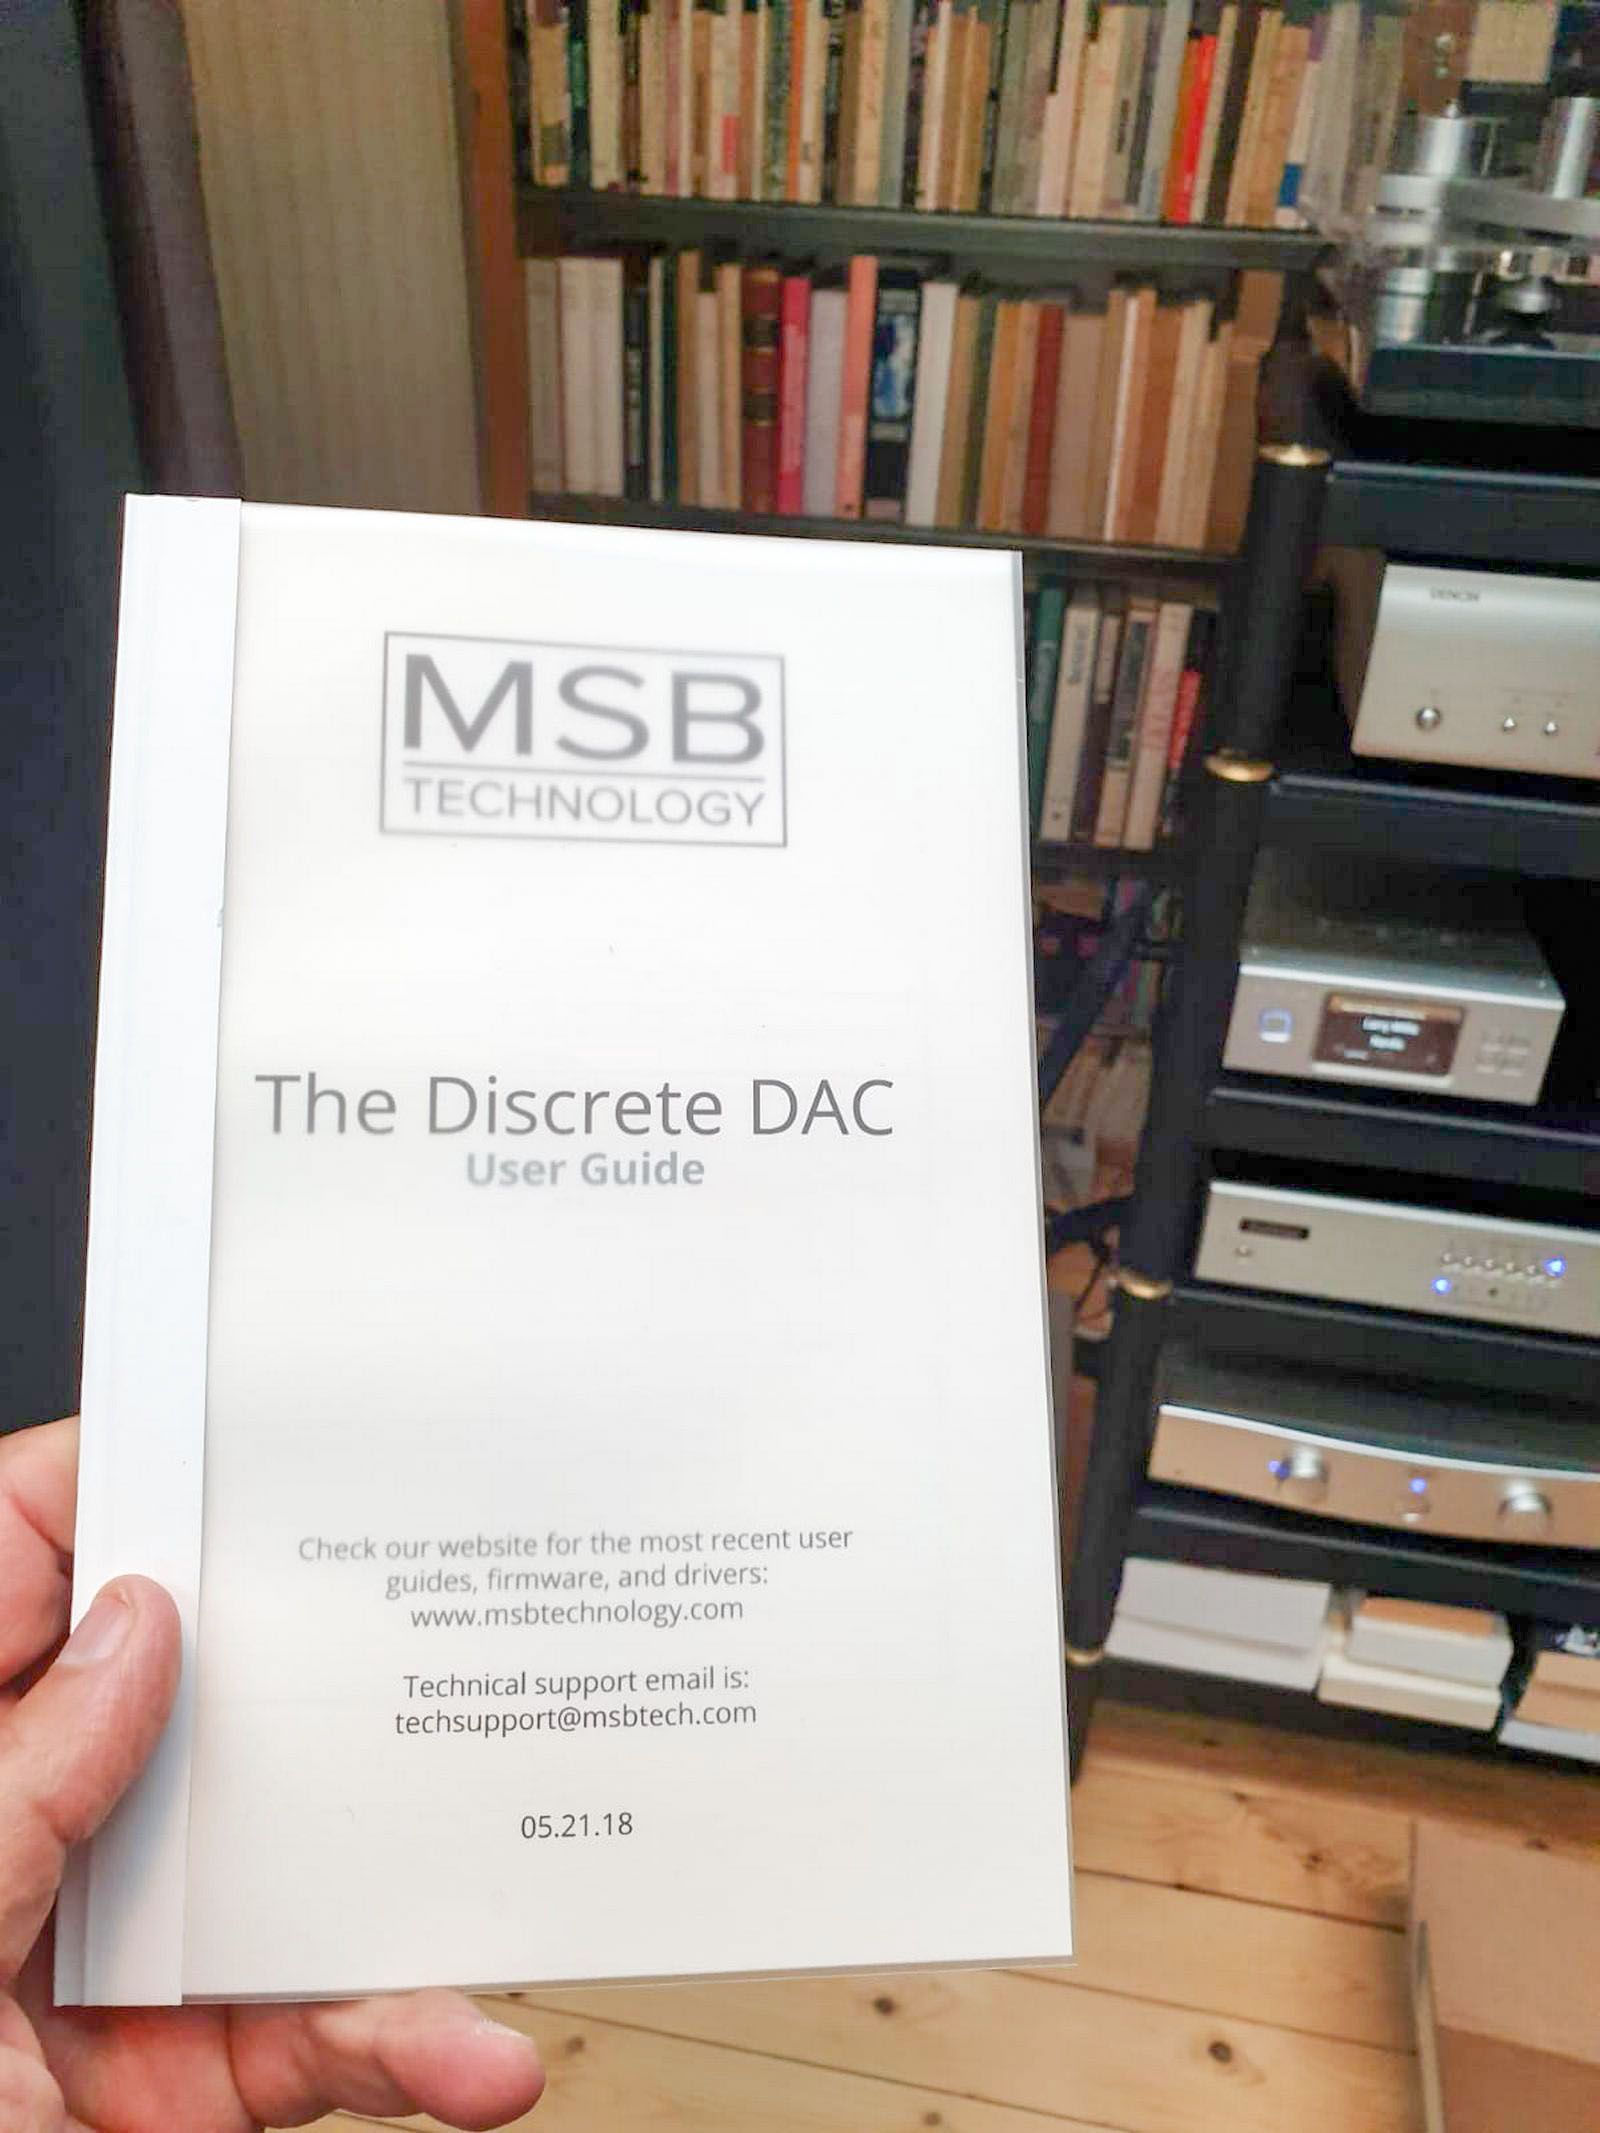 MSB
TECHNOLOGY
The Discrete DAC
User Guide
Check our website for the most recent user
guides, firmware, and drivers:
www.msbtechnology.com
Technical support email is:
techsupport@msbtech.com
05.21.18
DENON